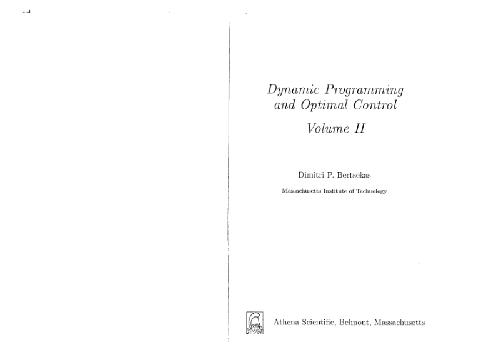 Dynamic Programming
and Optimal Control
Volume II
Dimitri P. Bertsekas
Massachusetts Institute of Technology
Athena Scientific, Belmont, Massachusetts